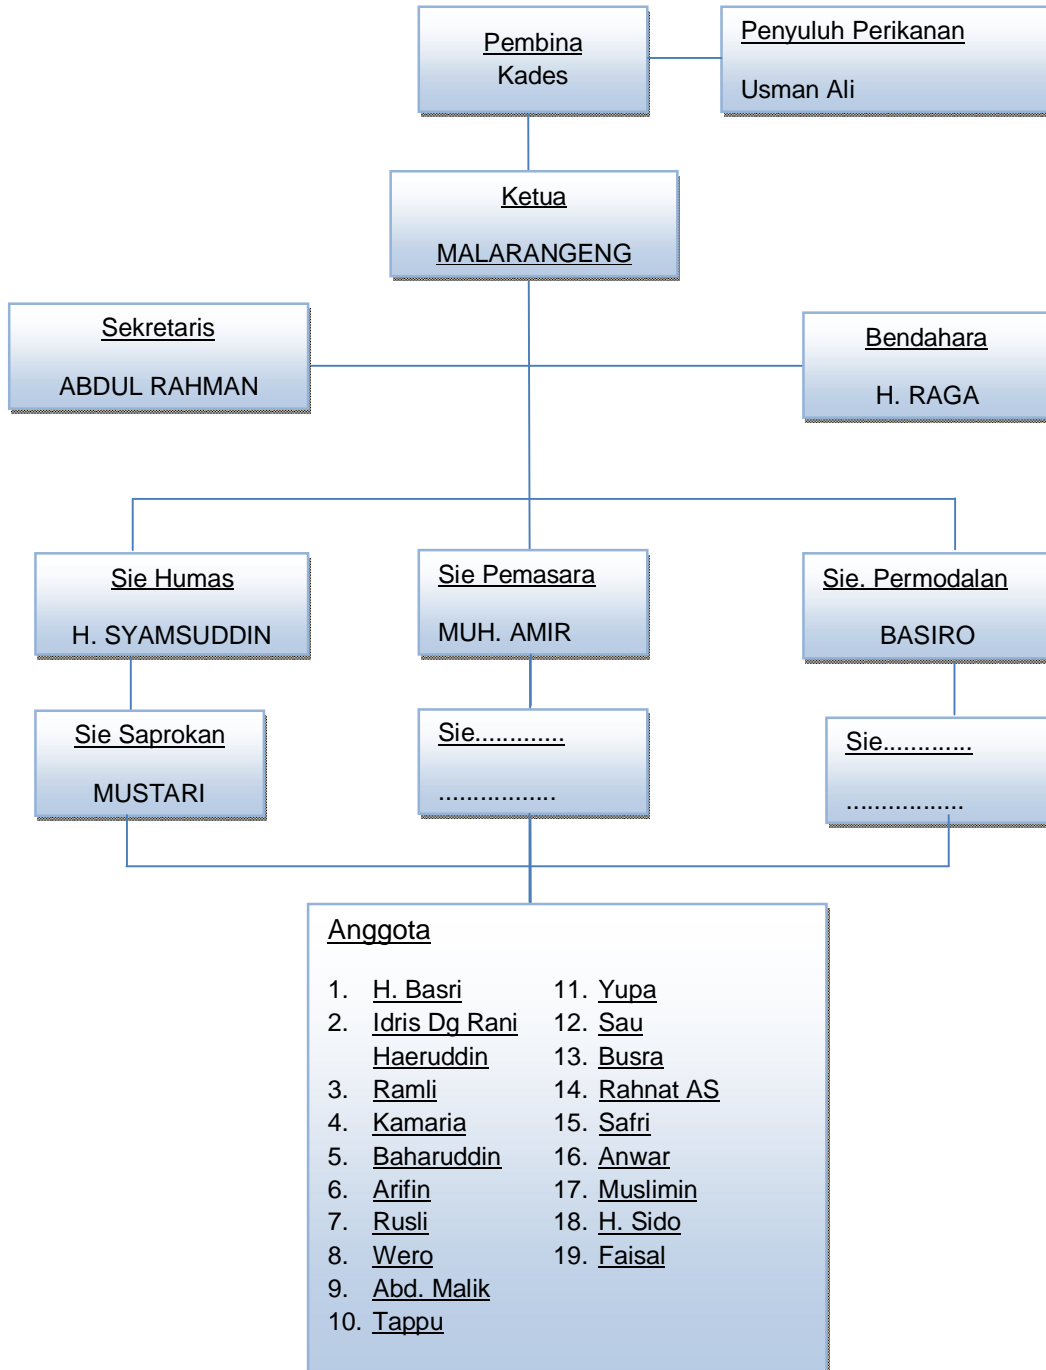 Pembina
Kades
Penyuluh Perikanan
Usman Ali
Ketua
MALARANGENG
Sekretaris
ABDUL RAHMAN
Bendahara
H. RAGA
Sie Humas
H. SYAMSUDDIN
Sie Pemasara
MUH. AMIR
Sie. Permodalan
BASIRO
Sie Saprokan
MUSTARI
Sie.............
.................
Sie.............
.................
Anggota
1. H. Basri
2. Idris Dg Rani
Haeruddin
3. Ramli
4. Kamaria
5. Baharuddin
6. Arifin
7. Rusli
8. Wero
9. Abd. Malik
10. Tappu
11. Yupa
12. Sau
13. Busra
14. Rahnat AS
15. Safri
16. Anwar
17. Muslimin
18. H. Sido
19. Faisal